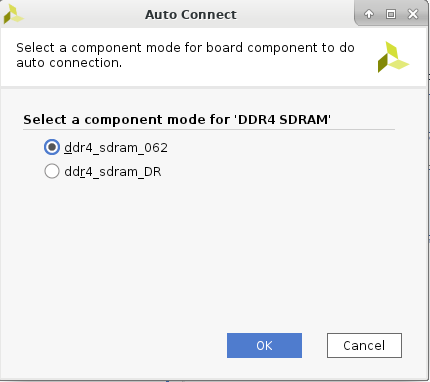 Auto Connect
Select a component mode for board component to do
auto connection.
Select a component mode for 'DDR4 SDRAM'
ddr4_sdram_062
ddr4_sdram_DR
OK
Cancel